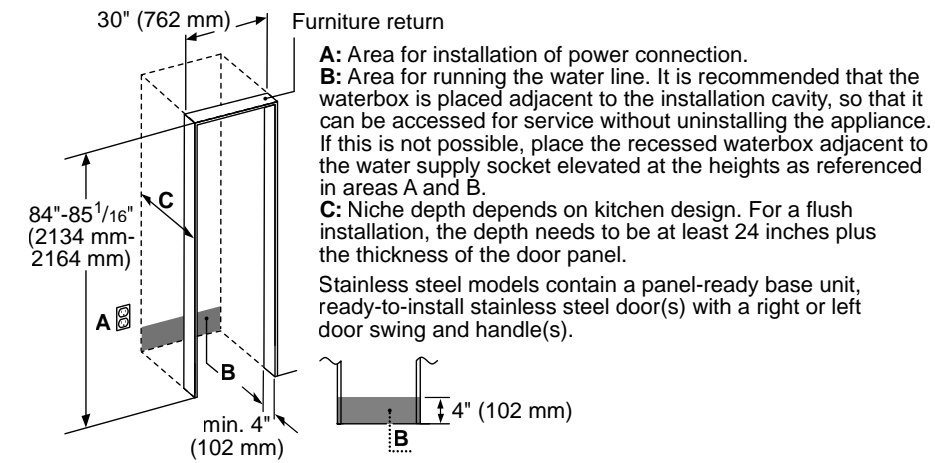 30" (762 mm)
Furniture return
A: Area for installation of power connection.
B: Area for running the water line. It is recommended that the
waterbox is placed adjacent to the installation cavity, so that it
can be accessed for service without uninstalling the appliance.
If this is not possible, place the recessed waterbox adjacent to
the water supply socket elevated at the heights as referenced
in areas A and B.
C: Niche depth depends on kitchen design. For a flush
installation, the depth needs to be at least 24 inches plus
the thickness of the door panel.
Stainless steel models contain a panel-ready base unit,
ready-to-install stainless steel door(s) with a right or left
door swing and handle(s).
C
84"-85 1/16"
(2134 mm-
2164 mm)
A
B
min. 4"
(102 mm)
4" (102 mm)
B